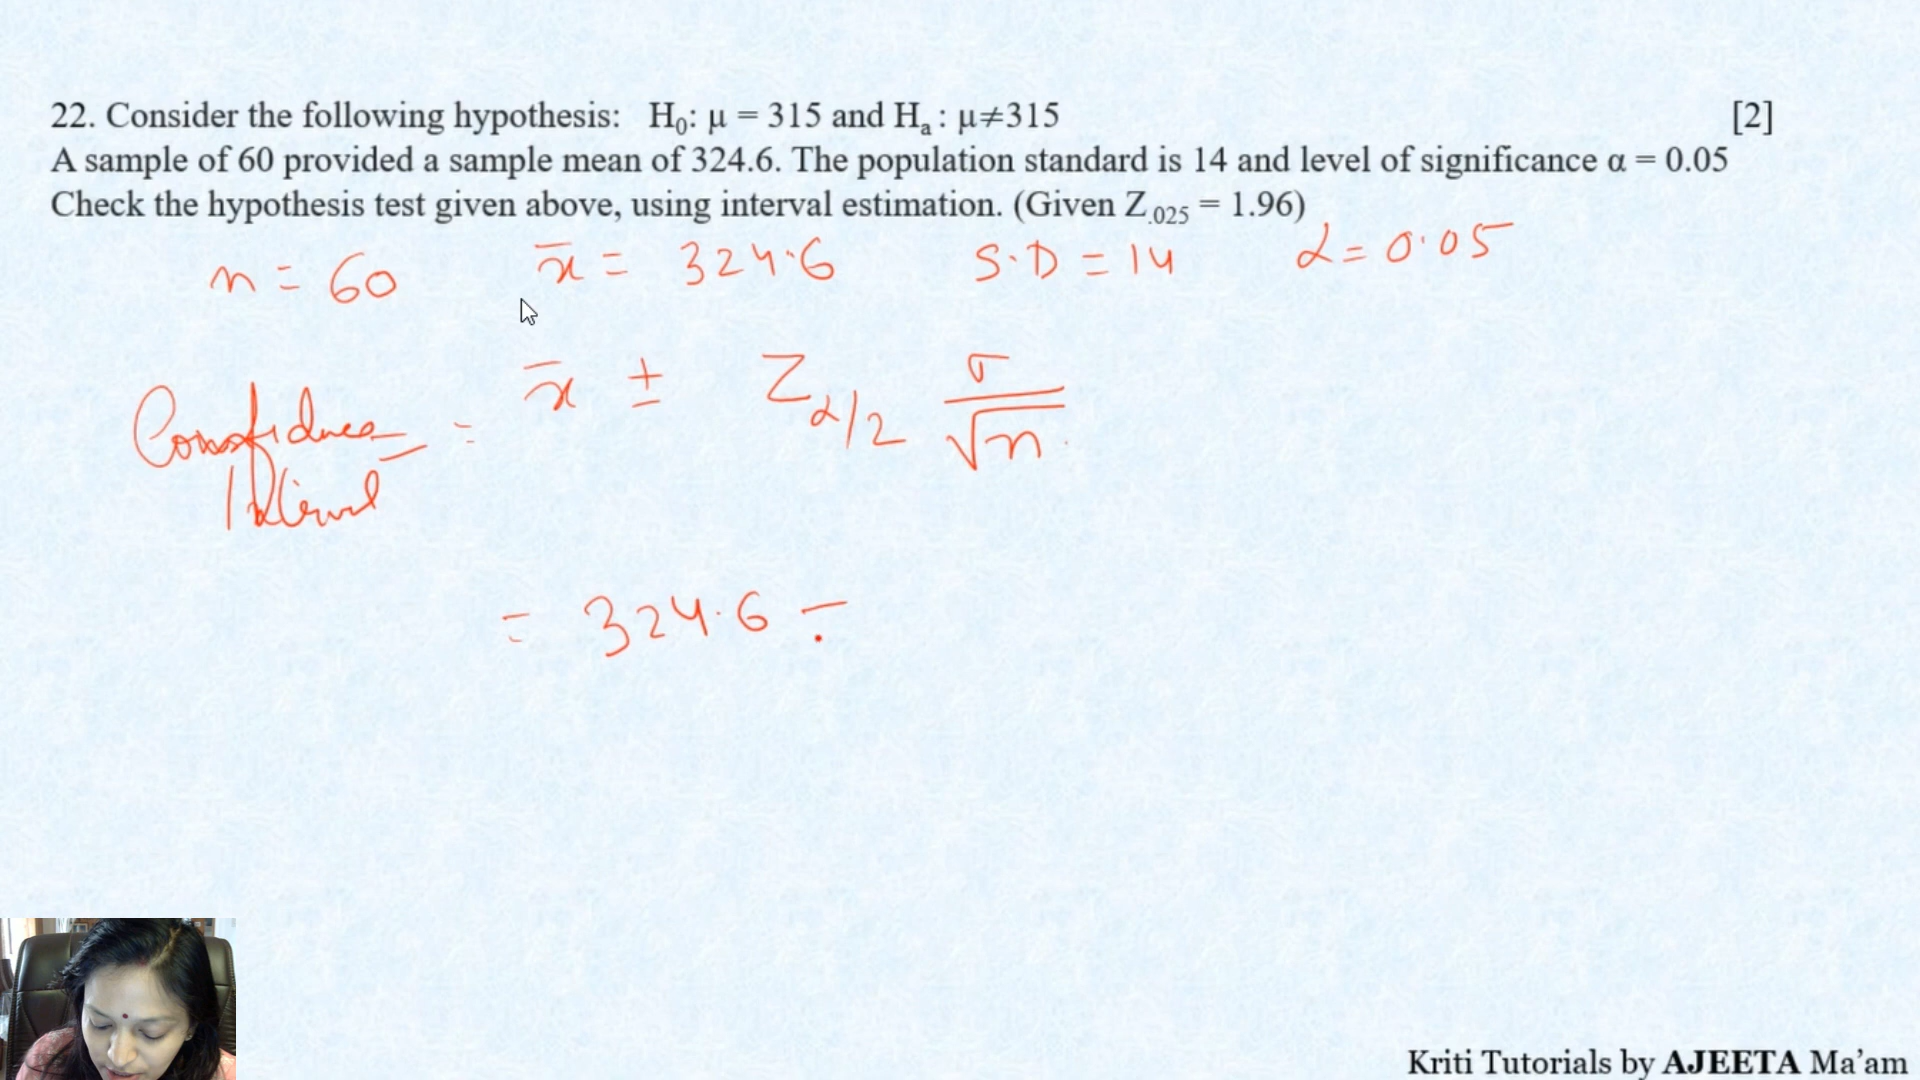 22. Consider the following hypothesis: H₀: μ = 315 and Hₐ : μ≠315 [2]
A sample of 60 provided a sample mean of 324.6. The population standard is 14 and level of significance α = 0.05
Check the hypothesis test given above, using interval estimation. (Given Z.₀₂₅ = 1.96)
n = 60 x̄ = 324.6 S.D = 14 α = 0.05
Confidence Interval = x̄ ± Z α/2 σ/√n
= 324.6 -
Kriti Tutorials by AJEETA Ma’am